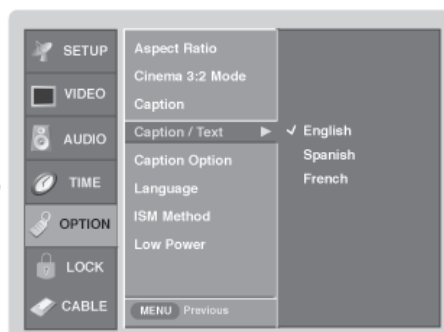 SETUP
VIDEO
AUDIO
TIME
OPTION
LOCK
CABLE
Aspect Ratio
Cinema 3:2 Mode
Caption
Caption / Text ►
Caption Option
Language
ISM Method
Low Power
MENU Previous
✓ English
Spanish
French